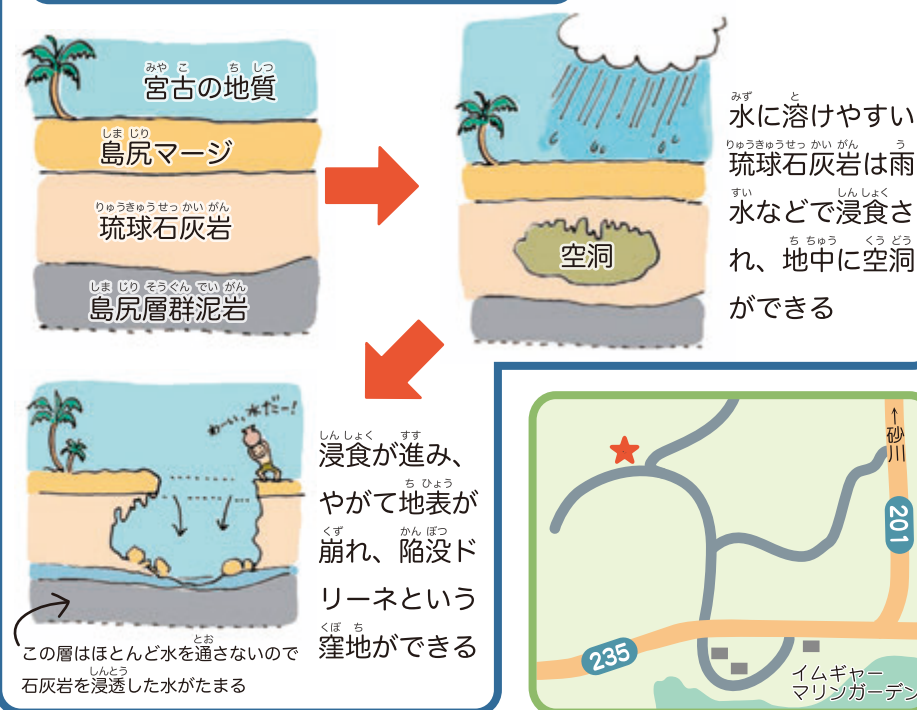 宮古の地質
島尻マージ
琉球石灰岩
島尻層群泥岩
空洞
水に溶けやすい
琉球石灰岩は雨
水などで浸食さ
れ、地中に空洞
ができる
わーい、水だー!
浸食が進み、
やがて地表が
崩れ、陥没ド
リーネという
窪地ができる
この層はほとんど水を通さないので
石灰岩を浸透した水がたまる
↑砂川
201
235
イムギャー
マリンガーデン